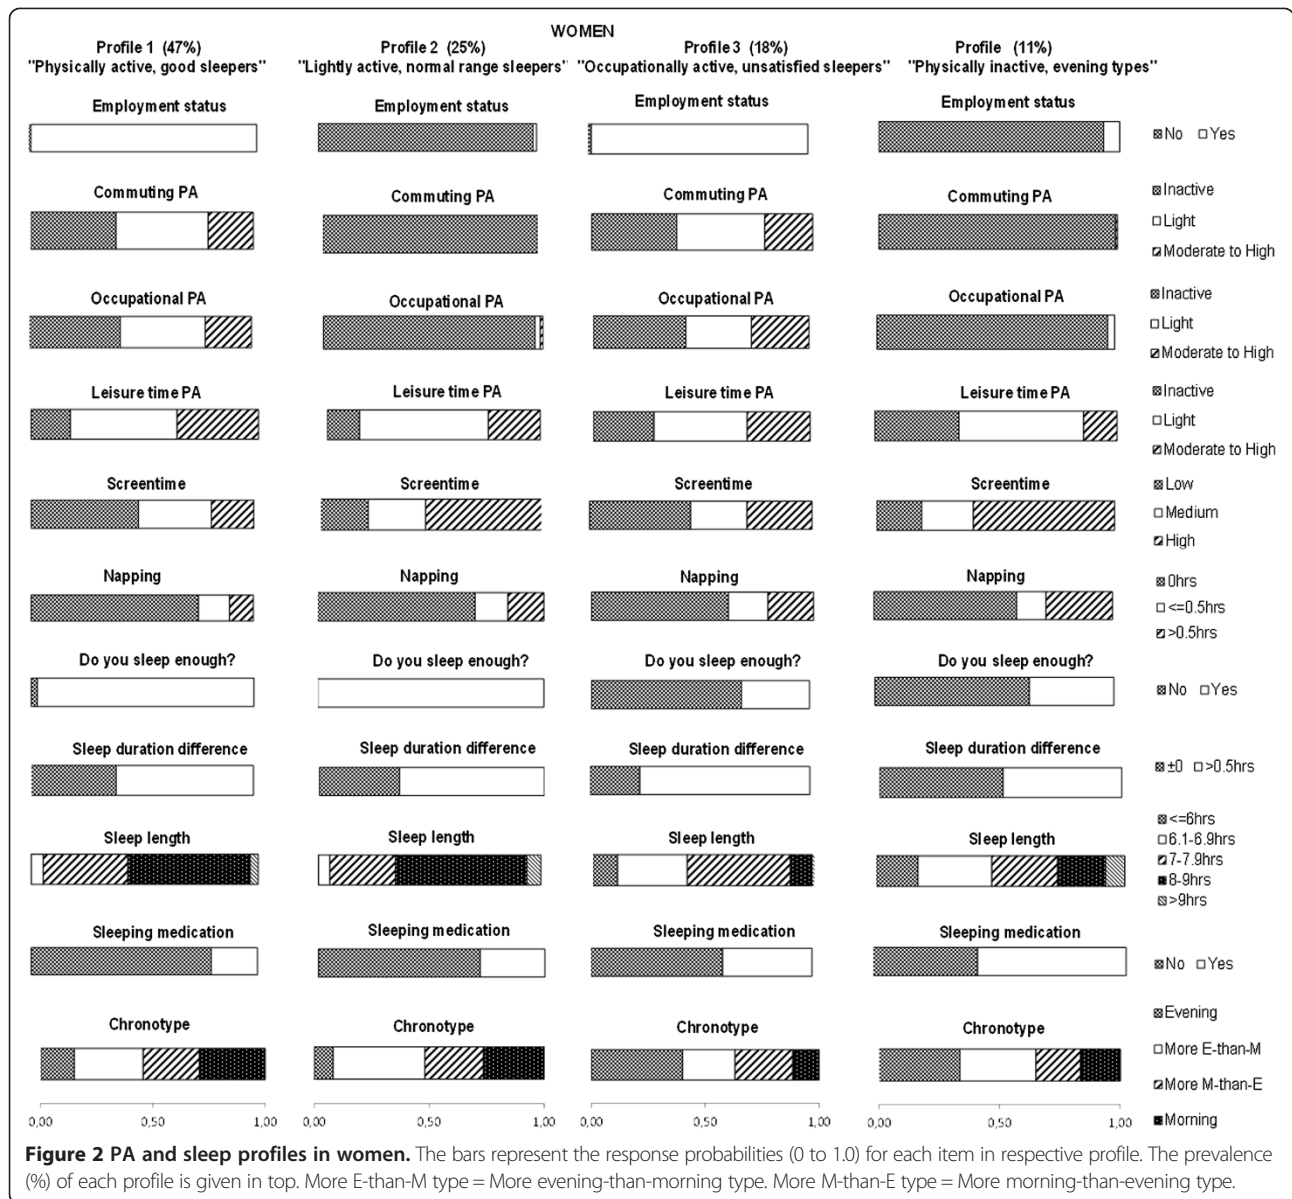 WOMEN
Profile 1 (47%)
"Physically active, good sleepers"
Profile 2 (25%)
"Lightly active, normal range sleepers"
Profile 3 (18%)
"Occupationally active, unsatisfied sleepers"
Profile (11%)
"Physically inactive, evening types"
Employment status
Employment status
Employment status
Employment status
No Yes
Commuting PA
Commuting PA
Commuting PA
Commuting PA
Inactive
Light
Moderate to High
Occupational PA
Occupational PA
Occupational PA
Occupational PA
Inactive
Light
Moderate to High
Leisure time PA
Leisure time PA
Leisure time PA
Leisure time PA
Inactive
Light
Moderate to High
Screentime
Screentime
Screentime
Screentime
Low
Medium
High
Napping
Napping
Napping
Napping
0hrs
<=0.5hrs
>0.5hrs
Do you sleep enough?
Do you sleep enough?
Do you sleep enough?
Do you sleep enough?
No Yes
Sleep duration difference
Sleep duration difference
Sleep duration difference
Sleep duration difference
±0 >0.5hrs
Sleep length
Sleep length
Sleep length
Sleep length
<=6hrs
6.1-6.9hrs
7-7.9hrs
8-9hrs
>9hrs
Sleeping medication
Sleeping medication
Sleeping medication
Sleeping medication
No Yes
Chronotype
Chronotype
Chronotype
Chronotype
Evening
More E-than-M
More M-than-E
Morning
0,00 0,50 1,00
0,00 0,50 1,00
0,00 0,50 1,00
0,00 0,50 1,00
Figure 2 PA and sleep profiles in women. The bars represent the response probabilities (0 to 1.0) for each item in respective profile. The prevalence
(%) of each profile is given in top. More E-than-M type = More evening-than-morning type. More M-than-E type = More morning-than-evening type.